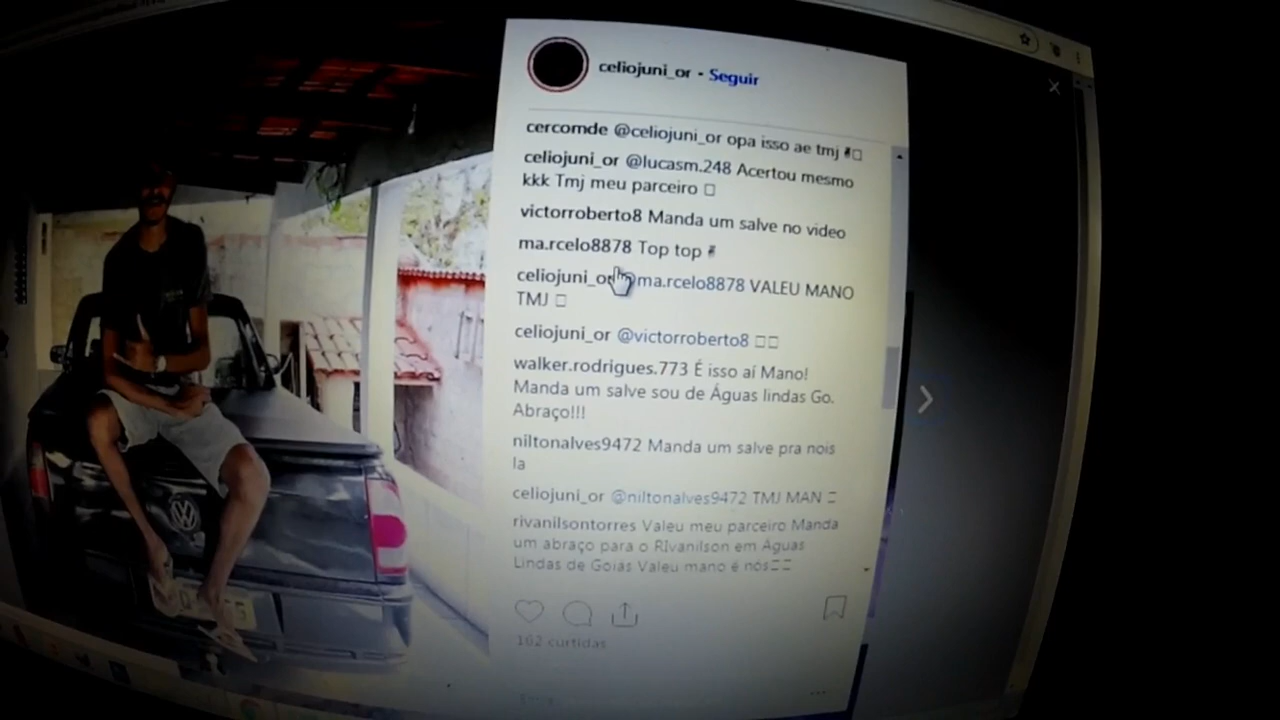 celiojuni_or • Seguir
cercomde @celiojuni_or opa isso ae tmj
celiojuni_or @lucasm.248 Acertou mesmo
kkk Tmj meu parceiro
victorroberto8 Manda um salve no video
ma.rcelo8878 Top top
celiojuni_or @ma.rcelo8878 VALEU MANO
TMJ
celiojuni_or @victorroberto8
walker.rodrigues.773 É isso aí Mano!
Manda um salve sou de Águas lindas Go.
Abraço!!!
niltonalves9472 Manda um salve pra nois
la
celiojuni_or @niltonalves9472 TMJ MAN
rivanilsontorres Valeu meu parceiro Manda
um abraço para o RIvanilson em Águas
Lindas de Goiás Valeu mano é nós
162 curtidas